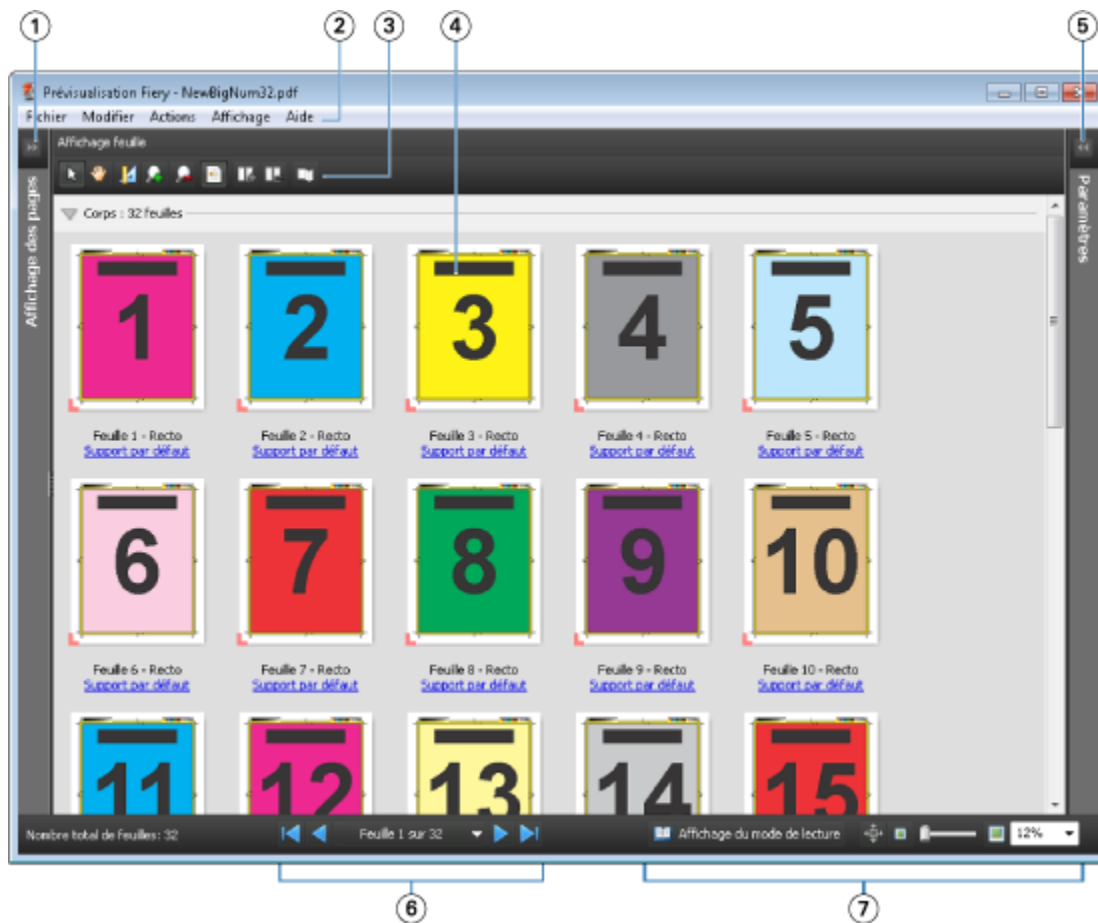 1 2 3 4 5
Prévisualisation Fiery - NewBigNum32.pdf
Fichier Modifier Actions Affichage Aide
Affichage feuille
Affichage des pages
Paramètres
Corps : 32 feuilles
1 2 3 4 5
Feuille 1 - Recto Feuille 2 - Recto Feuille 3 - Recto Feuille 4 - Recto Feuille 5 - Recto
Support par défaut Support par défaut Support par défaut Support par défaut Support par défaut
6 7 8 9 10
Feuille 6 - Recto Feuille 7 - Recto Feuille 8 - Recto Feuille 9 - Recto Feuille 10 - Recto
Support par défaut Support par défaut Support par défaut Support par défaut Support par défaut
11 12 13 14 15
Nombre total de feuilles: 32 Feuille 1 sur 32 Affichage du mode de lecture 12%
6 7